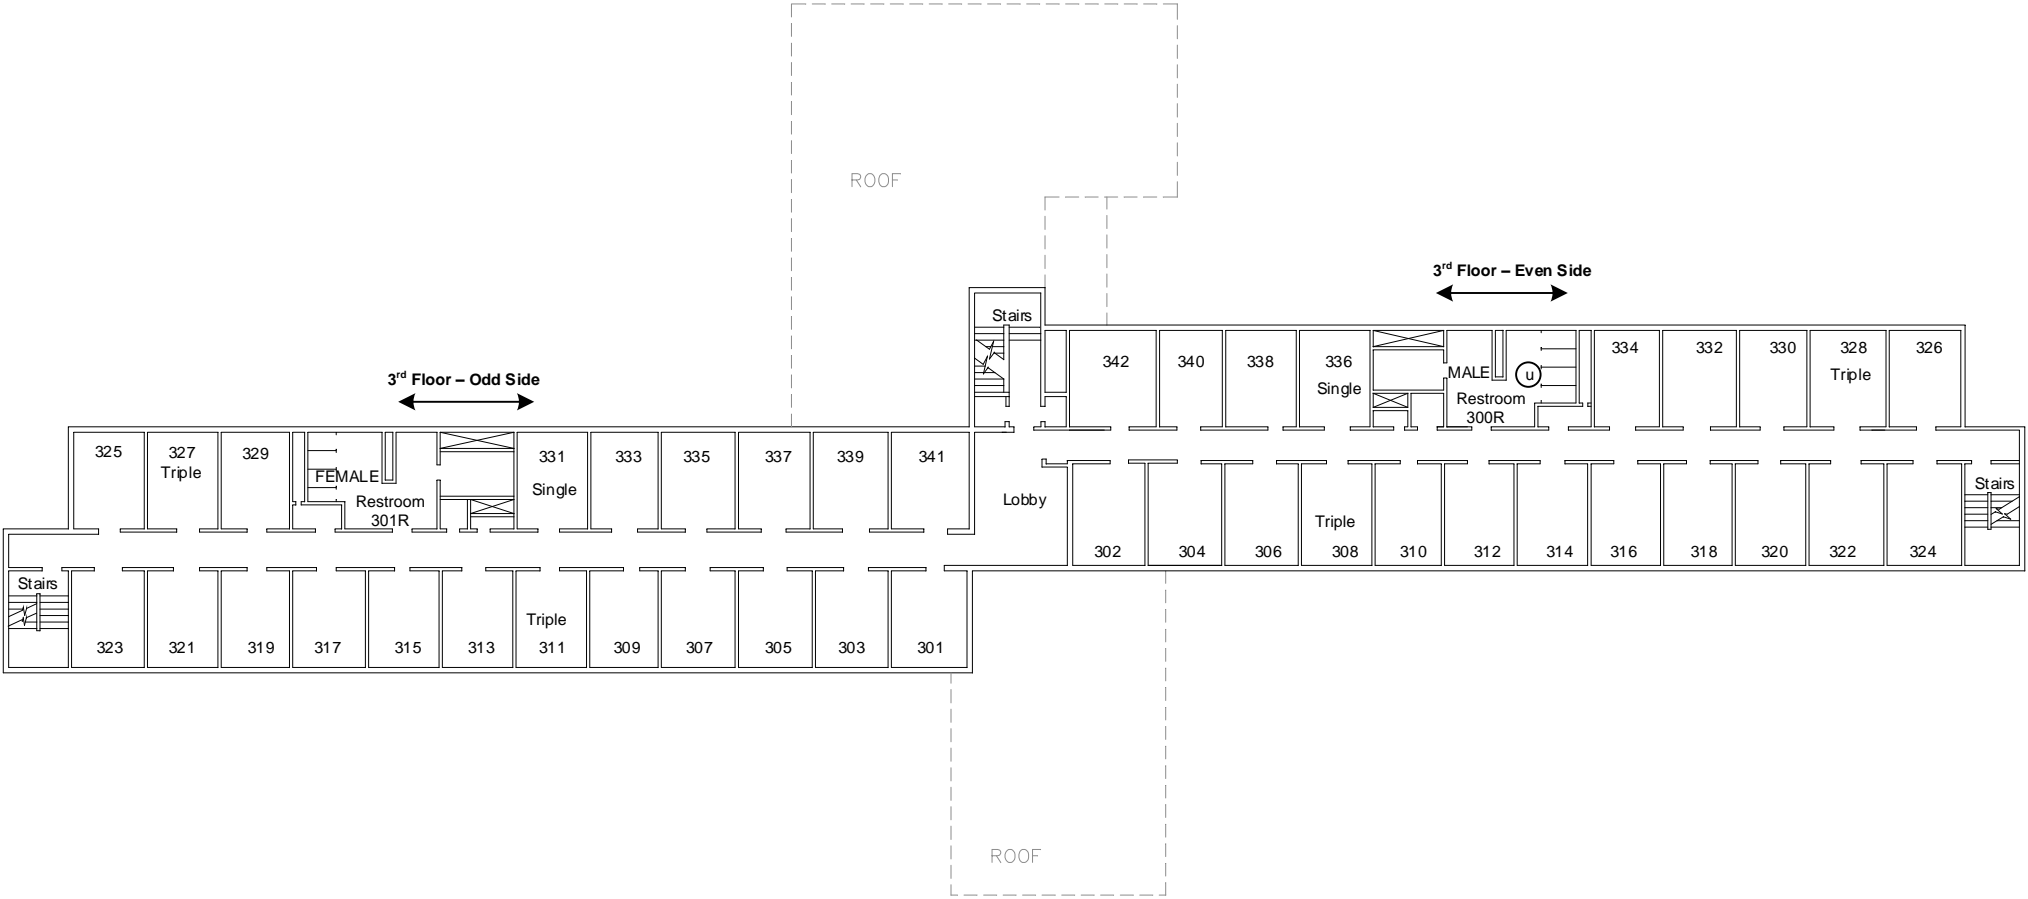 ROOF
3rd Floor – Even Side
Stairs
342 340 338 336 334 332 330 328 326
Single MALE u Triple
Restroom
300R
3rd Floor – Odd Side
325 327 329 331 333 335 337 339 341
Triple FEMALE Single
Restroom
301R
Lobby
Stairs
Triple
302 304 306 308 310 312 314 316 318 320 322 324
Stairs
Triple
323 321 319 317 315 313 311 309 307 305 303 301
ROOF